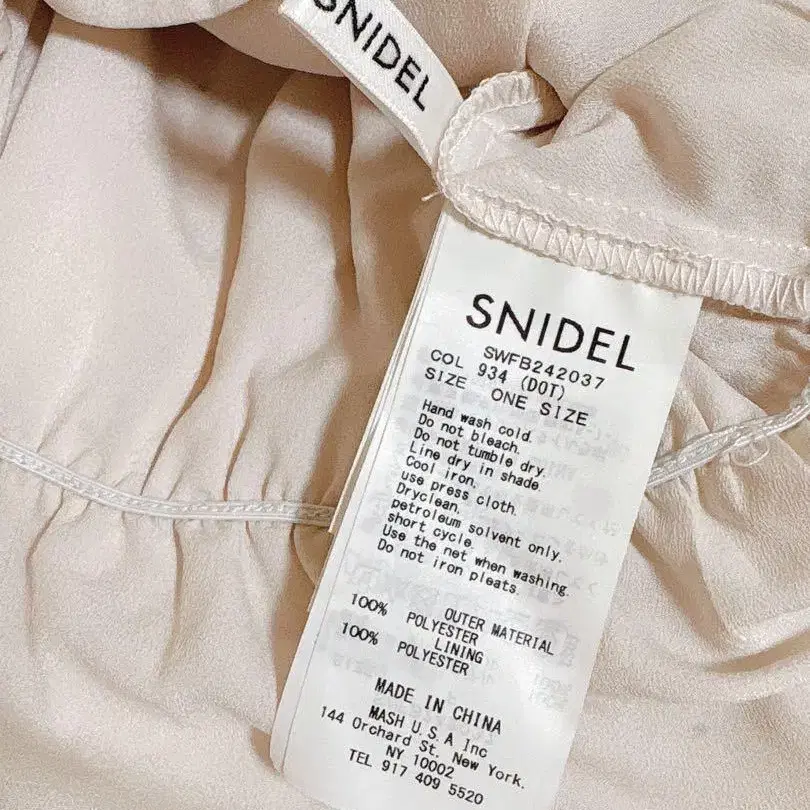 SNIDEL
SNIDEL
SWFB242037
COL 934 (DOT)
SIZE ONE SIZE
Hand wash cold.
Do not bleach.
Do not tumble dry.
Line dry in shade.
Cool iron,
use press cloth.
Dryclean.
petroleum solvent only.
short cycle.
Use the net when washing.
Do not iron pleats.
OUTER MATERIAL
100% POLYESTER
LINING
100% POLYESTER
MADE IN CHINA
MASH U.S.A Inc
144 Orchard St. New York.
NY 10002
TEL 917 409 5520